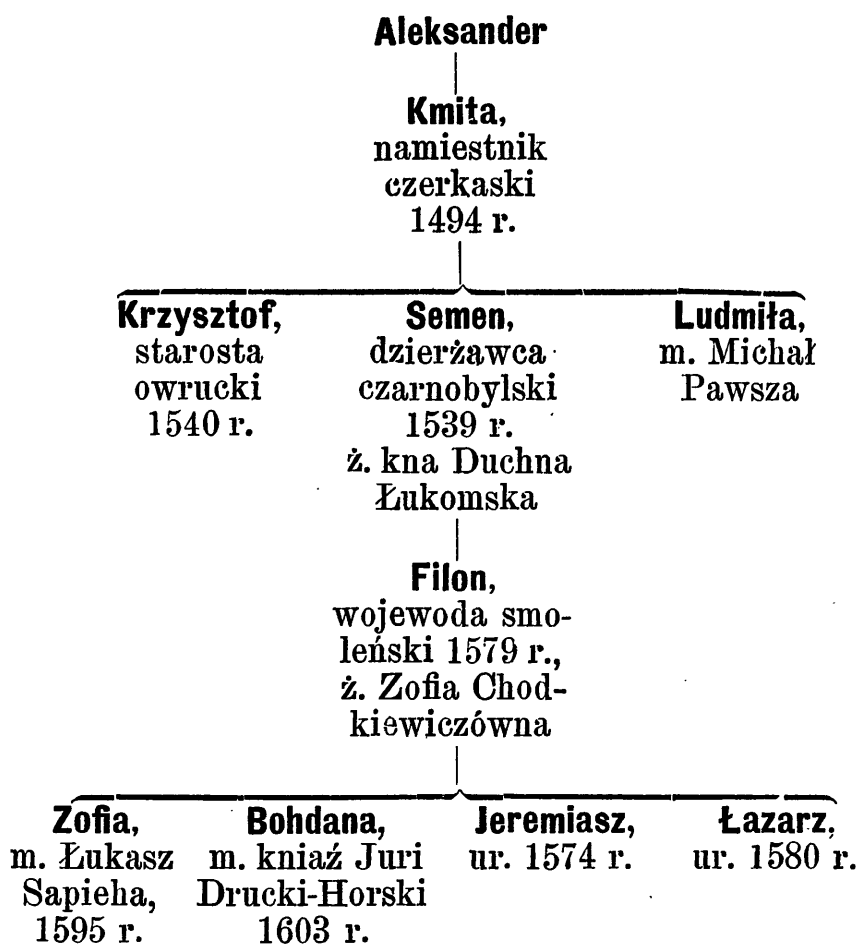 Aleksander
Kmita,
namiestnik
czerkaski
1494 r.
Krzysztof,
starosta
owrucki
1540 r.
Semen,
dzierżawca
czarnobylski
1539 r.
ż. kna Duchna
Łukomska
Ludmiła,
m. Michał
Pawsza
Filon,
wojewoda smo-
leński 1579 r.,
ż. Zofia Chod-
kiewiczówna
Zofia,
m. Łukasz
Sapieha,
1595 r.
Bohdana,
m. kniaź Juri
Drucki-Horski
1603 r.
Jeremiasz,
ur. 1574 r.
Łazarz,
ur. 1580 r.